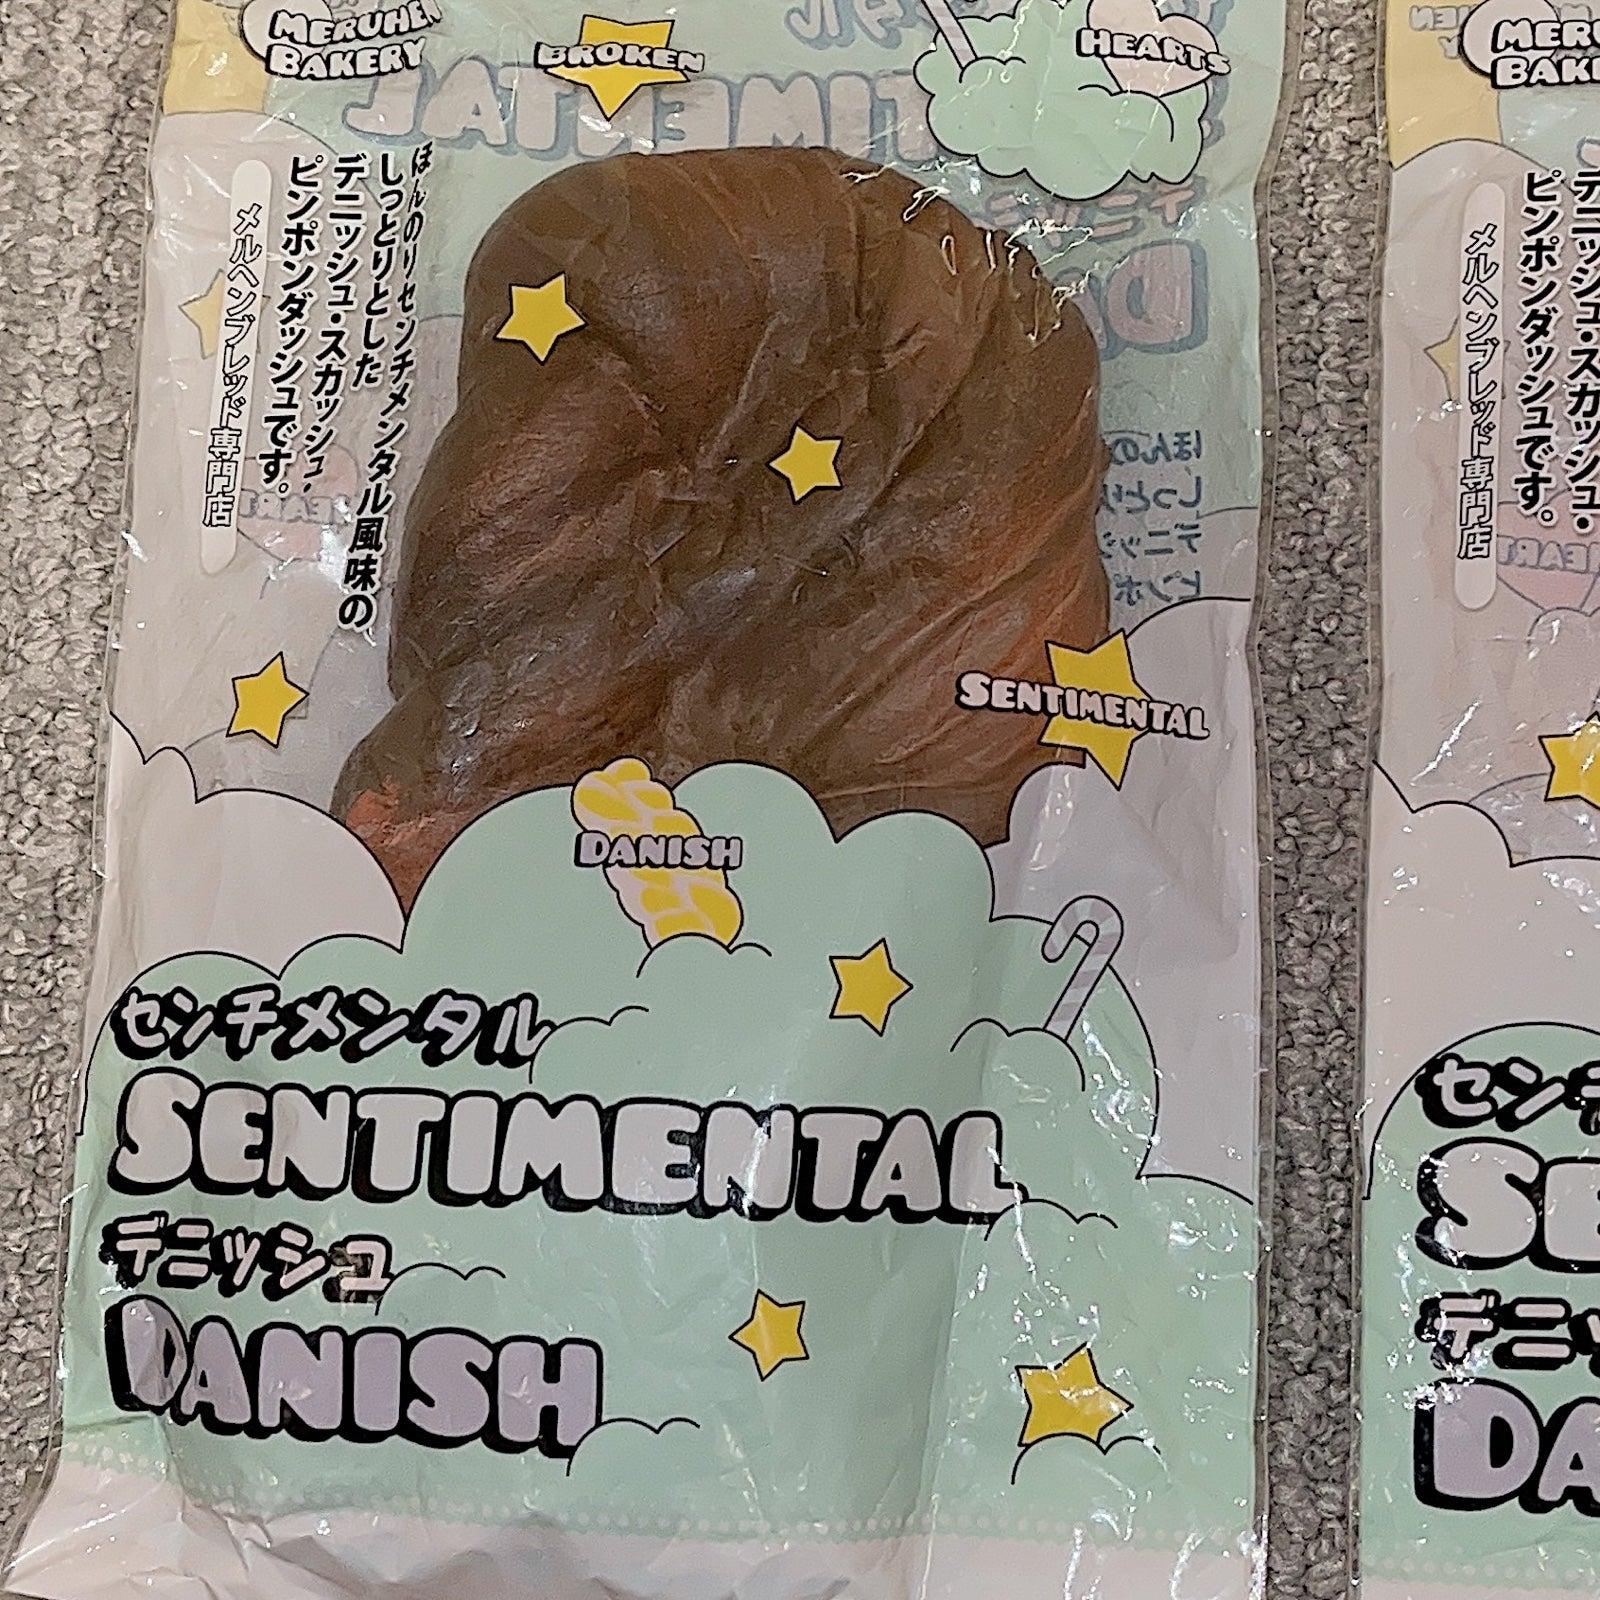 MERUHEN
BAKERY
BROKEN
HEARTS
ほんのりセンチメンタル風味の
しっとりとした
デニッシュ・スカッシュ・
ピンポンダッシュです。
メルヘンブレッド専門店
SENTIMENTAL
DANISH
センチメンタル
SENTIMENTAL
デニッシュ
DANISH
デニッシュ・スカッシュ・
ピンポンダッシュです。
メルヘンブレッド専門店